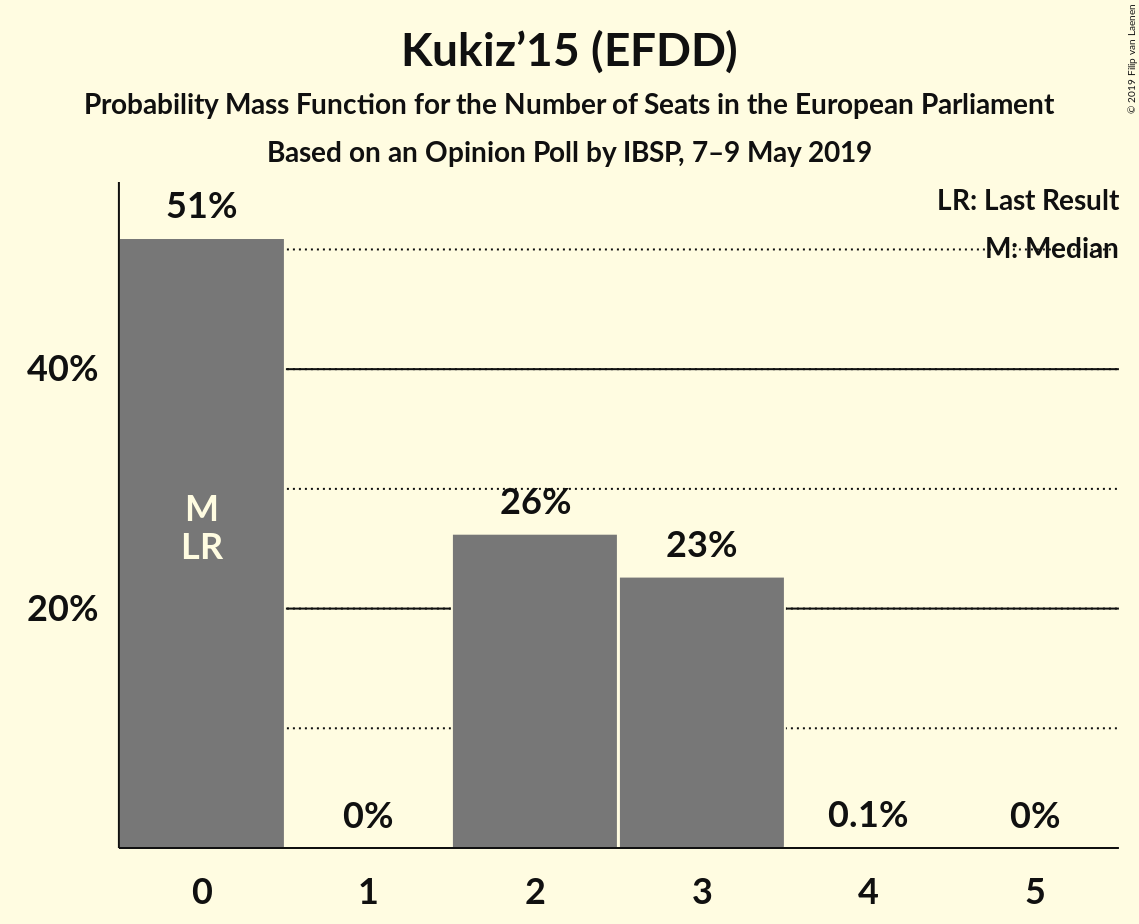 Kukiz’15 (EFDD)
Probability Mass Function for the Number of Seats in the European Parliament
Based on an Opinion Poll by IBSP, 7–9 May 2019
© 2019 Filip van Laenen
LR: Last Result
M: Median
51%
40%
M
LR
26%
23%
20%
0%
0.1%
0%
0
1
2
3
4
5